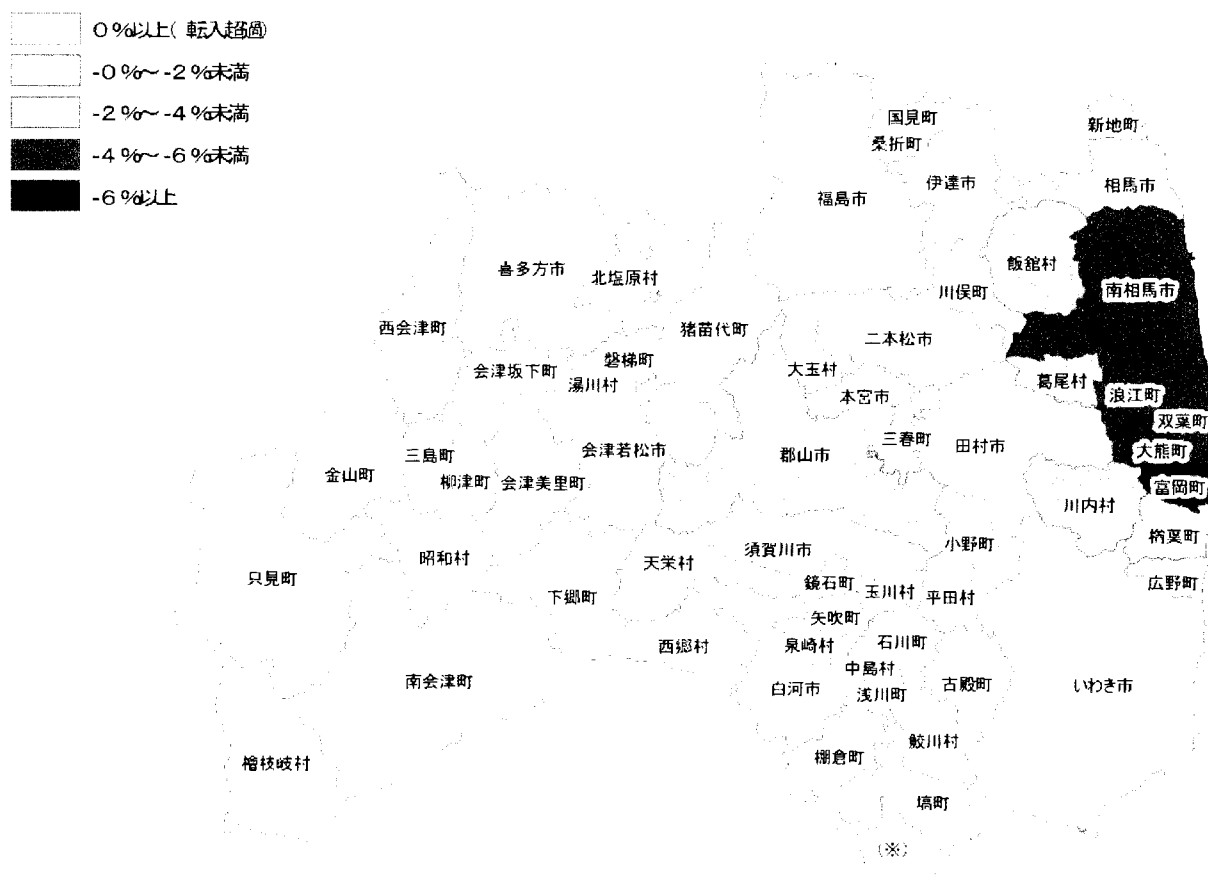 0%以上(転入超過)
-0%~-2%未満
-2%~-4%未満
-4%~-6%未満
-6%以上
国見町
新地町
桑折町
伊達市
相馬市
福島市
飯舘村
喜多方市
北塩原村
川俣町
南相馬市
西会津町
猪苗代町
二本松市
会津坂下町
磐梯町
湯川村
大玉村
葛尾村
本宮市
浪江町
双葉町
三春町
田村市
会津若松市
三島町
郡山市
大熊町
金山町
柳津町
会津美里町
富岡町
川内村
楢葉町
小野町
須賀川市
昭和村
天栄村
只見町
鏡石町
玉川村
平田村
広野町
下郷町
矢吹町
西郷村
泉崎村
石川町
中島村
南会津町
白河市
浅川町
古殿町
いわき市
鮫川村
棚倉町
檜枝岐村
塙町
(※)